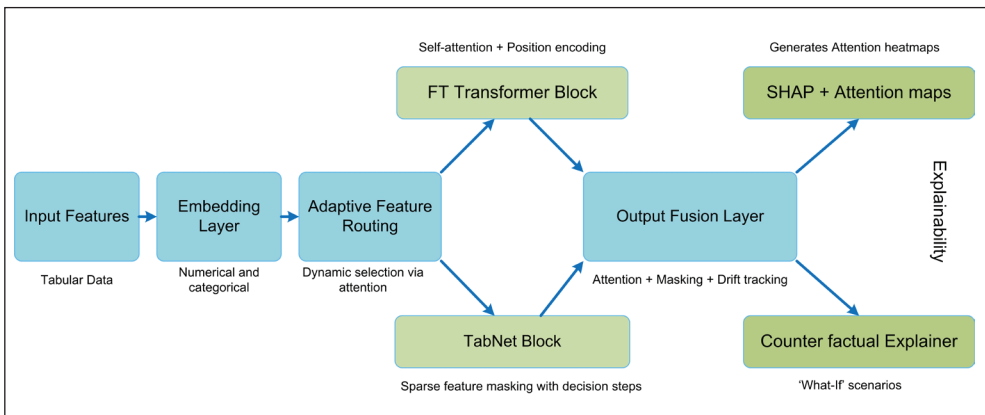 Self-attention + Position encoding
FT Transformer Block
Generates Attention heatmaps
SHAP + Attention maps
Input Features
Tabular Data
Embedding
Layer
Numerical and
categorical
Adaptive Feature
Routing
Dynamic selection via
attention
Output Fusion Layer
Attention + Masking + Drift tracking
Explainability
TabNet Block
Sparse feature masking with decision steps
Counter factual Explainer
‘What-If’ scenarios